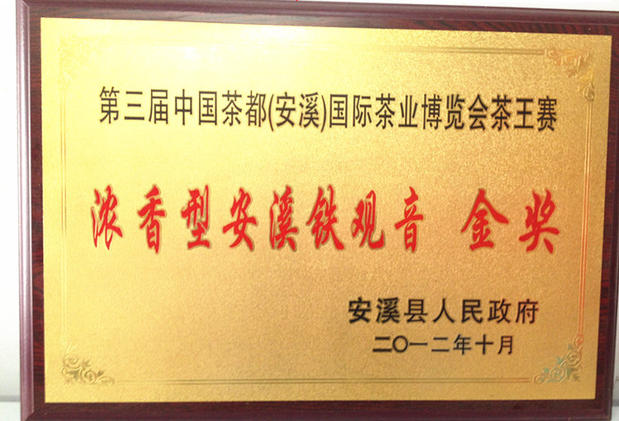 第三届中国茶都(安溪)国际茶业博览会茶王赛
浓香型安溪铁观音 金奖
安溪县人民政府
二〇一二年十月